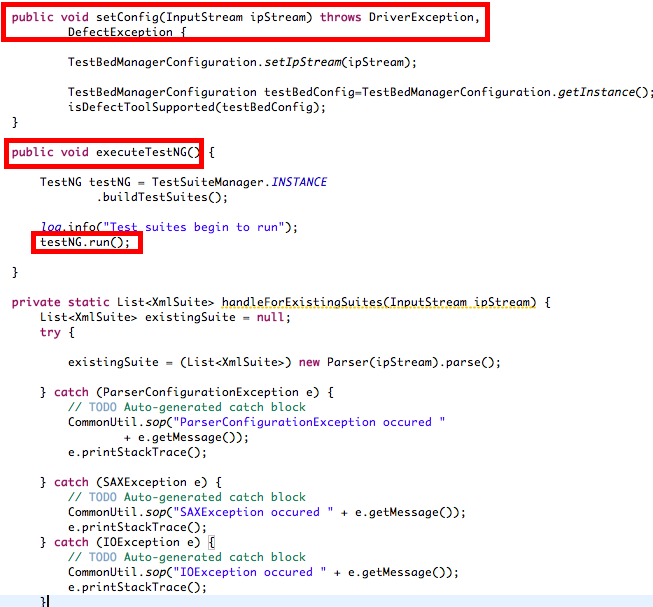 public void setConfig(InputStream ipStream) throws DriverException,
DefectException {
TestBedManagerConfiguration.setIpStream(ipStream);
TestBedManagerConfiguration testBedConfig=TestBedManagerConfiguration.getInstance();
isDefectToolSupported(testBedConfig);
}
public void executeTestNG() {
TestNG testNG = TestSuiteManager.INSTANCE
.buildTestSuites();
log.info("Test suites begin to run");
testNG.run();
}
private static List<XmlSuite> handleForExistingSuites(InputStream ipStream) {
List<XmlSuite> existingSuite = null;
try {
existingSuite = (List<XmlSuite>) new Parser(ipStream).parse();
} catch (ParserConfigurationException e) {
// TODO Auto-generated catch block
CommonUtil.sop("ParserConfigurationException occured "
+ e.getMessage());
e.printStackTrace();
} catch (SAXException e) {
// TODO Auto-generated catch block
CommonUtil.sop("SAXException occured " + e.getMessage());
e.printStackTrace();
} catch (IOException e) {
// TODO Auto-generated catch block
CommonUtil.sop("IOException occured " + e.getMessage());
e.printStackTrace();
}